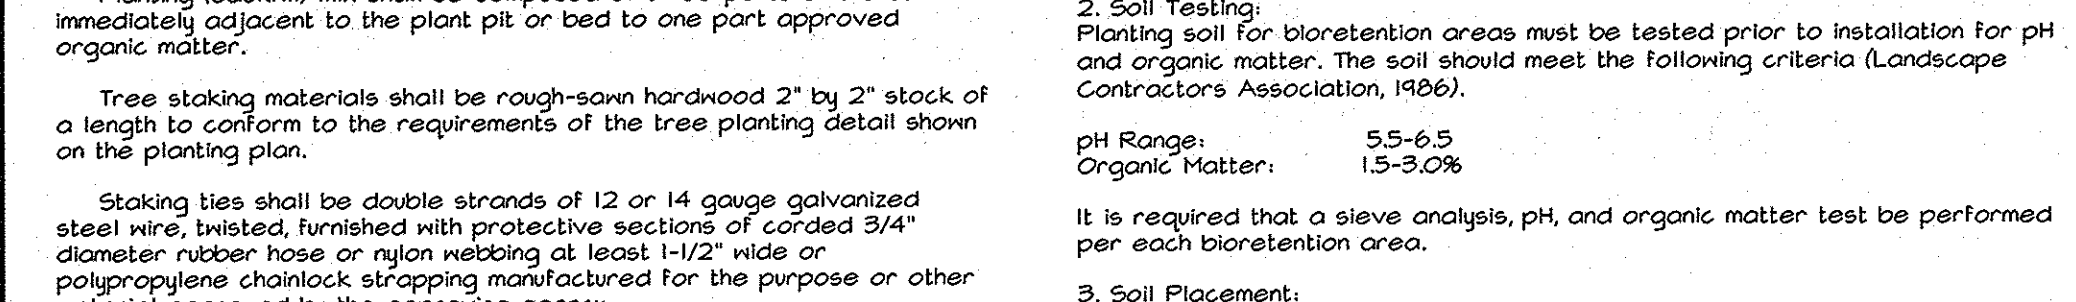 immediately adjacent to the plant pit or bed to one part approved
organic matter.
Tree staking materials shall be rough-sawn hardwood 2" by 2" stock of
a length to conform to the requirements of the tree planting detail shown
on the planting plan.
Staking ties shall be double strands of 12 or 14 gauge galvanized
steel wire, twisted, furnished with protective sections of corded 3/4"
diameter rubber hose or nylon webbing at least 1-1/2" wide or
polypropylene chainlock strapping manufactured for the purpose or other
2. Soil Testing:
Planting soil for bioretention areas must be tested prior to installation for pH
and organic matter. The soil should meet the following criteria (Landscape
Contractors Association, 1986).
pH Range: 5.5-6.5
Organic Matter: 1.5-3.0%
It is required that a sieve analysis, pH, and organic matter test be performed
per each bioretention area.
3. Soil Placement: